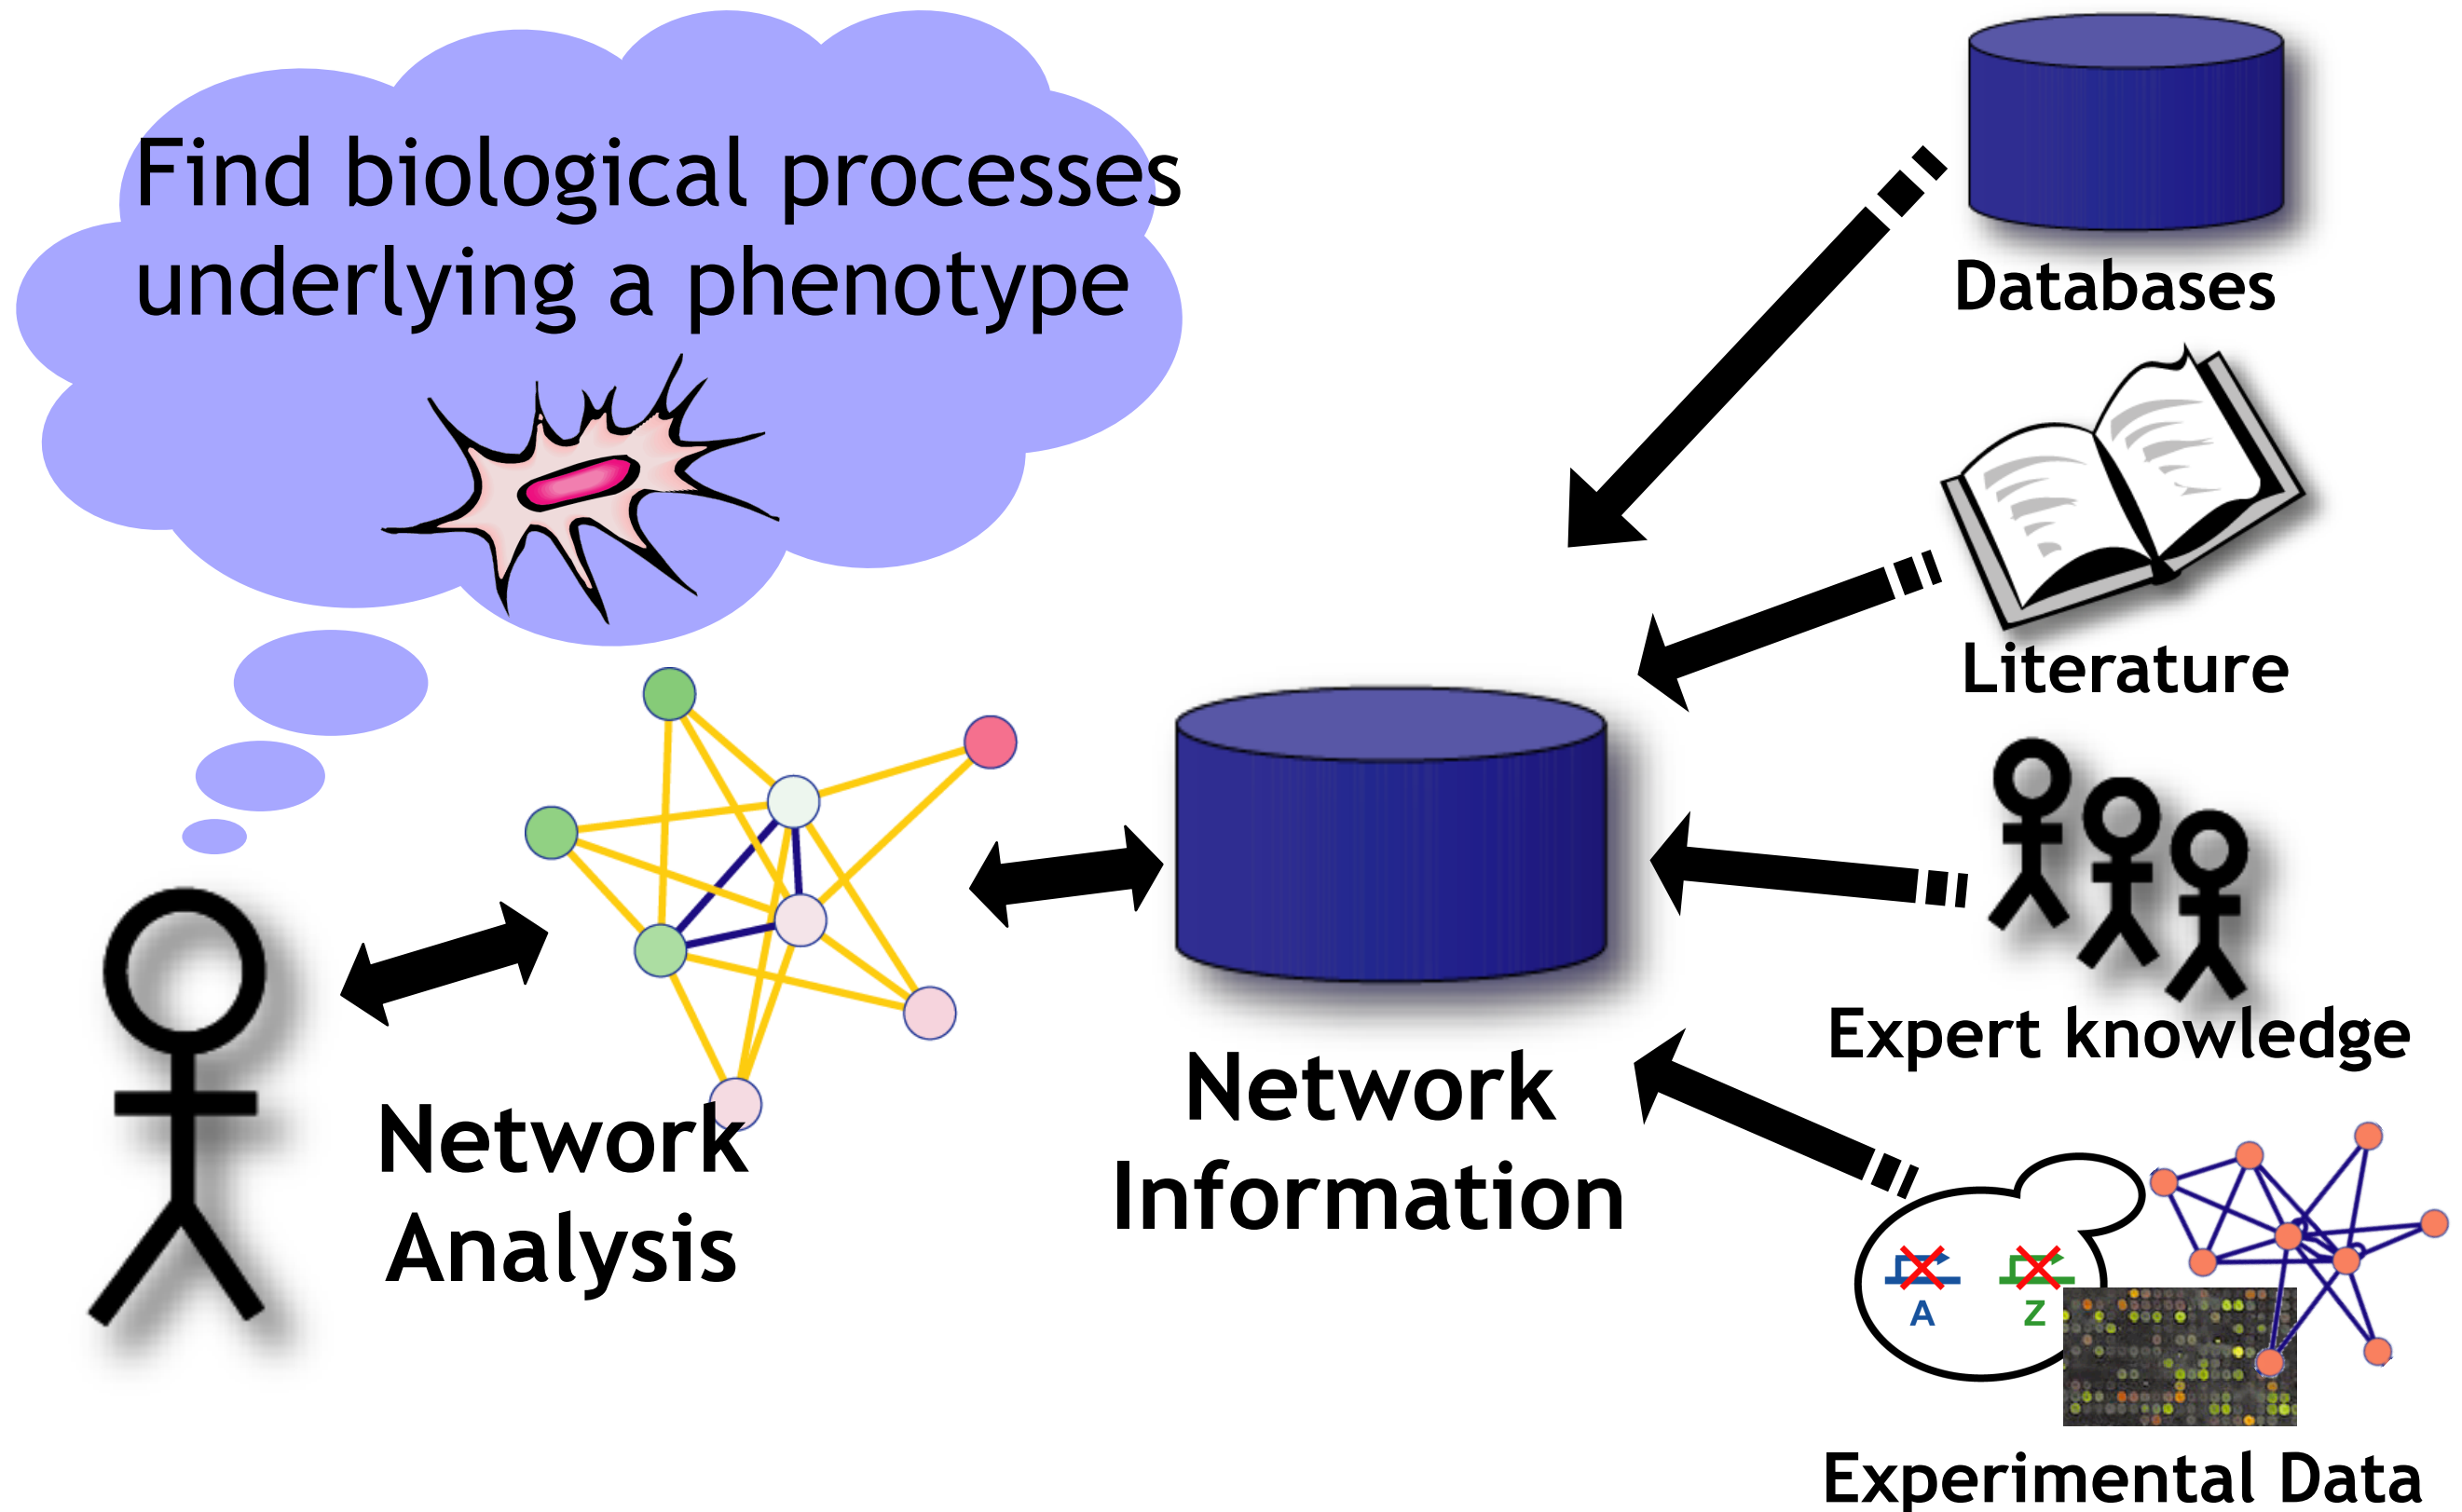 Find biological processes
underlying a phenotype
Databases
Literature
Expert knowledge
Network
Analysis
Network
Information
A
Z
Experimental Data